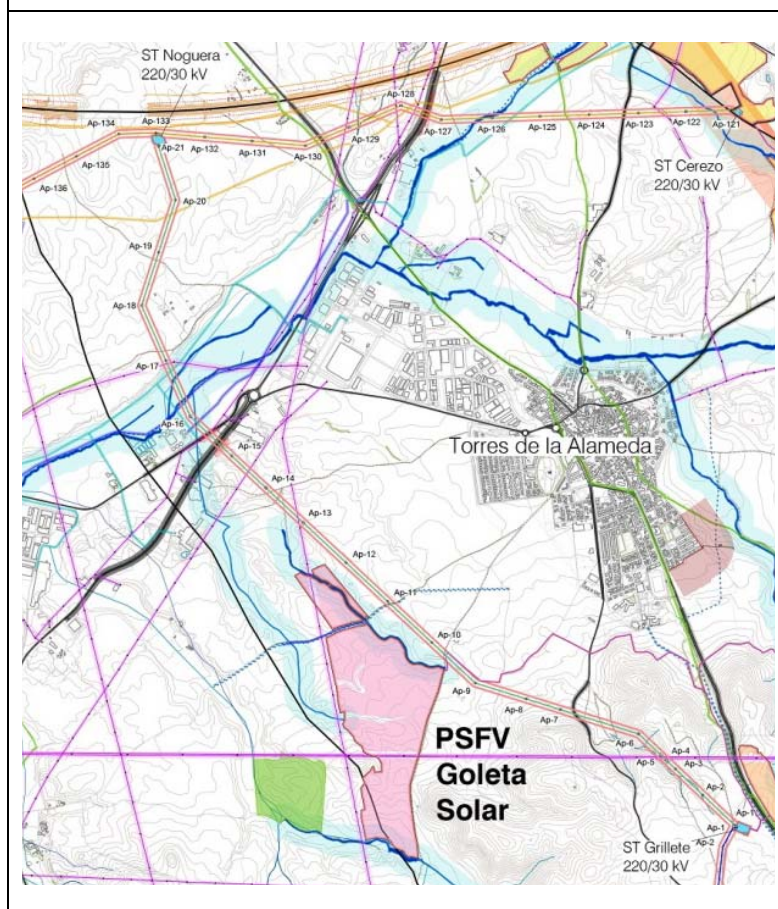 ST Noguera
220/30 kV
Ap-128
Ap-134
Ap-133
Ap-129
Ap-127
Ap-126
Ap-125
Ap-124
Ap-123
Ap-122
Ap-121
Ap-21
Ap-132
Ap-131
Ap-130
Ap-135
Ap-136
ST Cerezo
220/30 kV
Ap-20
Ap-19
Ap-18
Ap-17
Ap-16
Ap-15
Torres de la Alameda
Ap-14
Ap-13
Ap-12
Ap-11
Ap-10
Ap-9
Ap-8
Ap-7
PSFV
Goleta
Solar
Ap-6
Ap-5
Ap-4
Ap-3
Ap-2
Ap-1
Ap-1
Ap-2
ST Grillete
220/30 kV